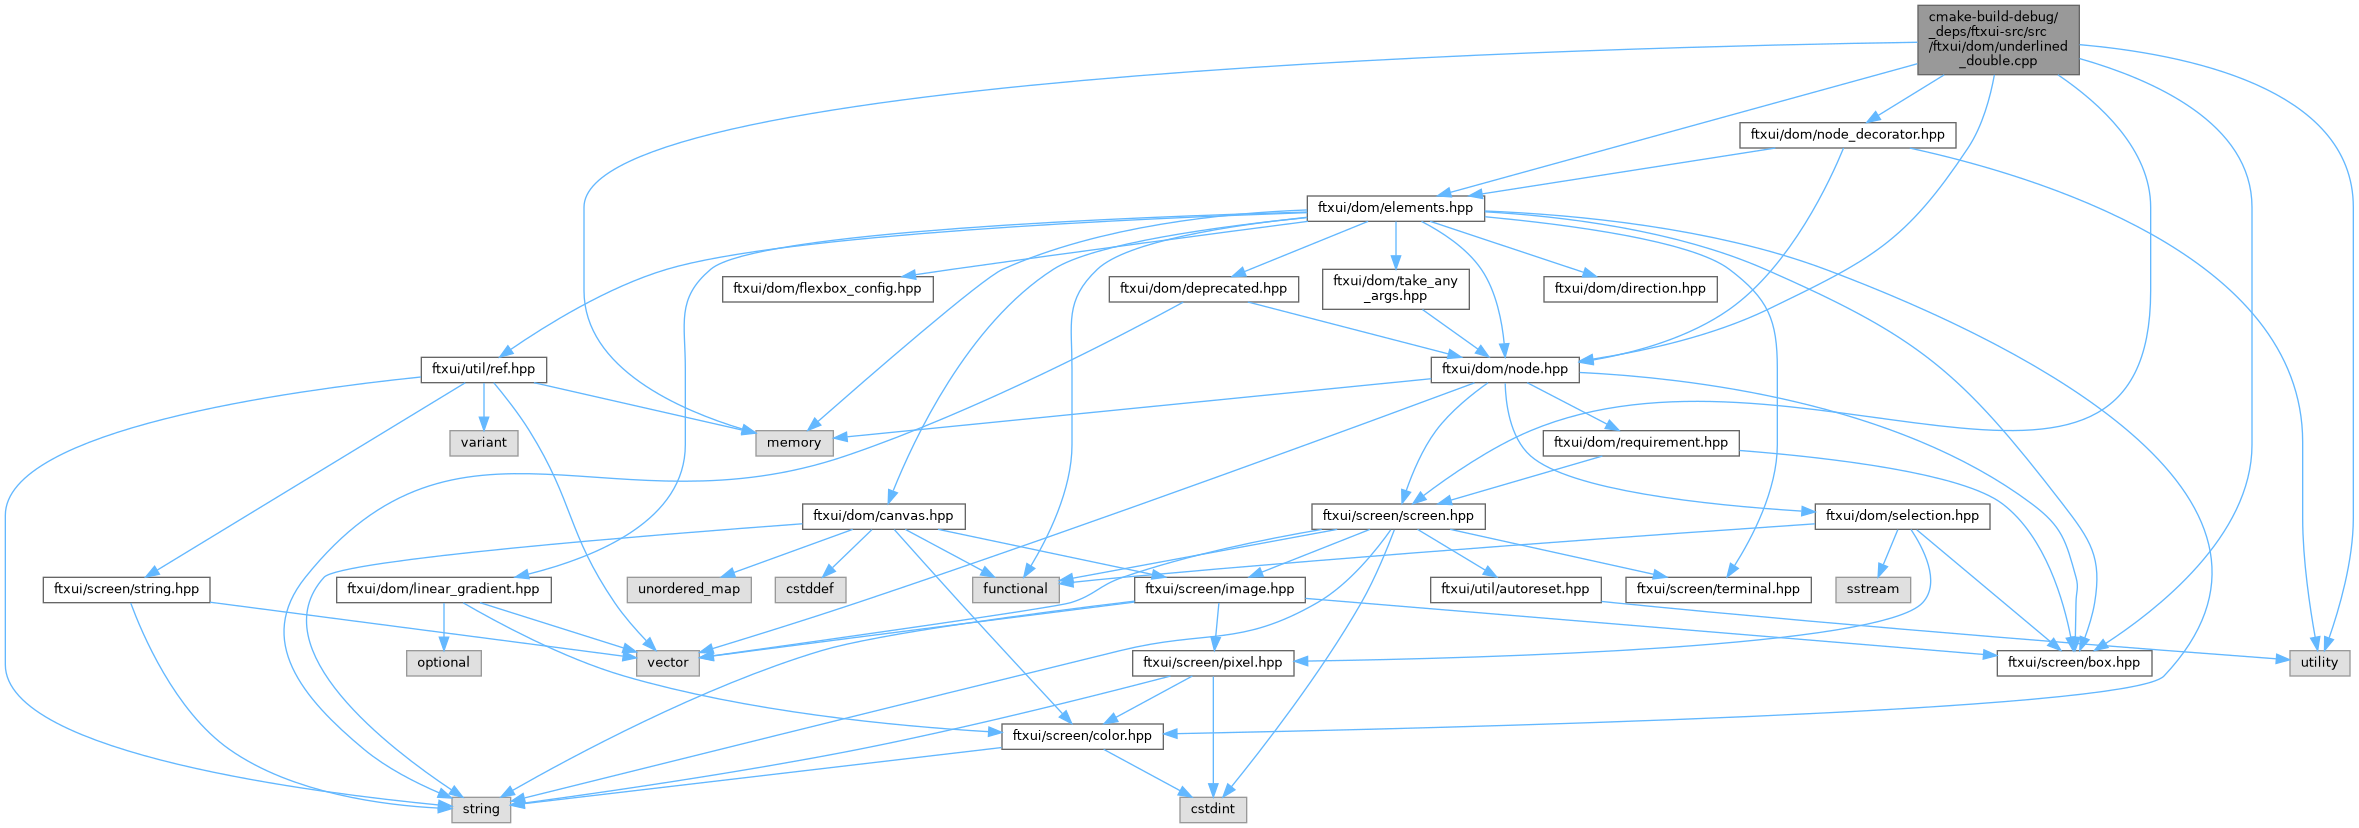 cmake-build-debug/
_deps/ftxui-src/src
/ftxui/dom/underlined
_double.cpp
ftxui/dom/node_decorator.hpp
ftxui/dom/elements.hpp
ftxui/dom/flexbox_config.hpp
ftxui/dom/deprecated.hpp
ftxui/dom/take_any
_args.hpp
ftxui/dom/direction.hpp
ftxui/util/ref.hpp
ftxui/dom/node.hpp
variant
memory
ftxui/dom/requirement.hpp
ftxui/dom/canvas.hpp
ftxui/screen/screen.hpp
ftxui/dom/selection.hpp
ftxui/screen/string.hpp
ftxui/dom/linear_gradient.hpp
unordered_map
cstddef
functional
ftxui/screen/image.hpp
ftxui/util/autoreset.hpp
ftxui/screen/terminal.hpp
sstream
optional
vector
ftxui/screen/pixel.hpp
ftxui/screen/box.hpp
utility
ftxui/screen/color.hpp
string
cstdint